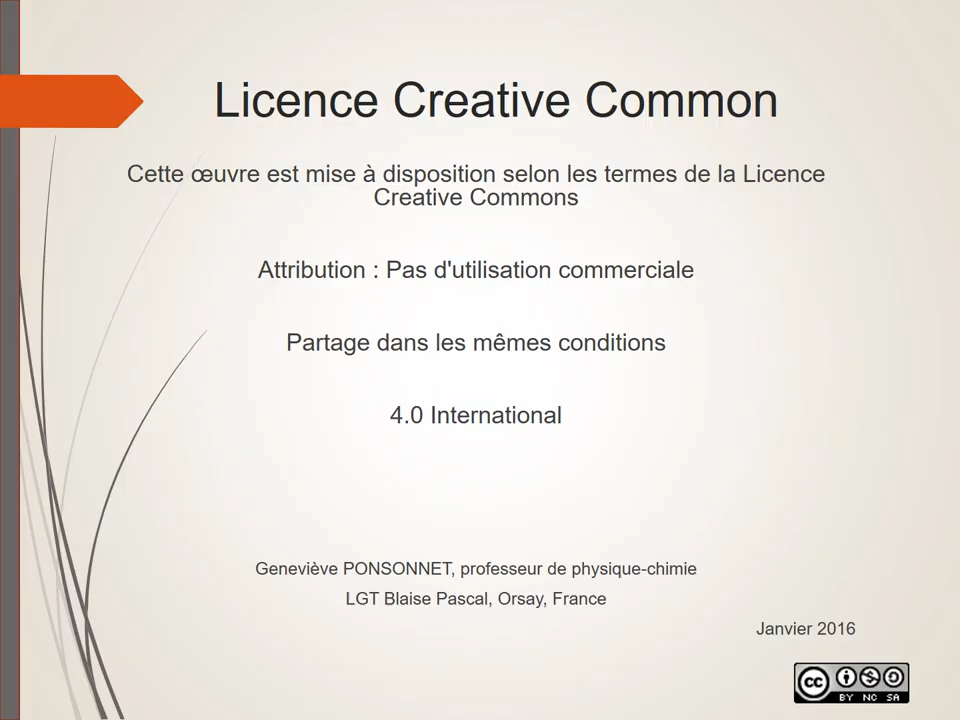 Licence Creative Common
Cette œuvre est mise à disposition selon les termes de la Licence
Creative Commons
Attribution : Pas d'utilisation commerciale
Partage dans les mêmes conditions
4.0 International
Geneviève PONSONNET, professeur de physique-chimie
LGT Blaise Pascal, Orsay, France
Janvier 2016
cc
BY NC SA